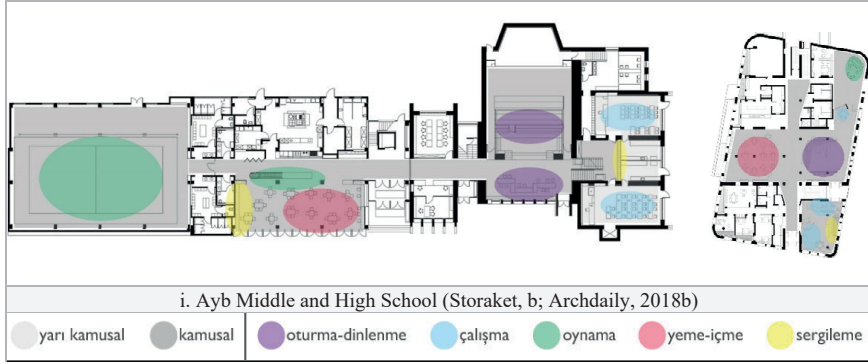 i. Ayb Middle and High School (Storaket, b; Archdaily, 2018b)
yarı kamusal kamusal oturma-dinlenme çalışma oynama yeme-içme sergileme